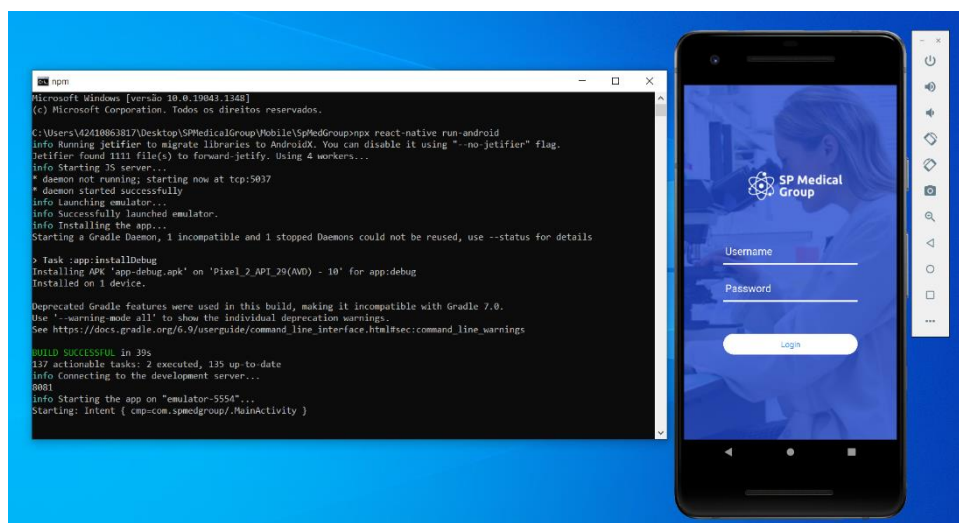 npm
Microsoft Windows [versão 10.0.19043.1348]
(c) Microsoft Corporation. Todos os direitos reservados.
C:\Users\42410863817\Desktop\SPMedicalGroup\Mobile\SpMedGroup>npx react-native run-android
info Running jetifier to migrate libraries to AndroidX. You can disable it using "--no-jetifier" flag.
Jetifier found 1111 file(s) to forward-jetify. Using 4 workers...
info Starting JS server...
* daemon not running; starting now at tcp:5037
* daemon started successfully
info Launching emulator...
info Successfully launched emulator.
info Installing the app...
Starting a Gradle Daemon, 1 incompatible and 1 stopped Daemons could not be reused, use --status for details
> Task :app:installDebug
Installing APK 'app-debug.apk' on 'Pixel_2_API_29(AVD) - 10' for app:debug
Installed on 1 device.
Deprecated Gradle features were used in this build, making it incompatible with Gradle 7.0.
Use '--warning-mode all' to show the individual deprecation warnings.
See https://docs.gradle.org/6.9/userguide/command_line_interface.html#sec:command_line_warnings
BUILD SUCCESSFUL in 39s
137 actionable tasks: 2 executed, 135 up-to-date
info Connecting to the development server...
8081
info Starting the app on "emulator-5554"...
Starting: Intent { cmp=com.spmedgroup/.MainActivity }
SP Medical
Group
Username
Password
Login